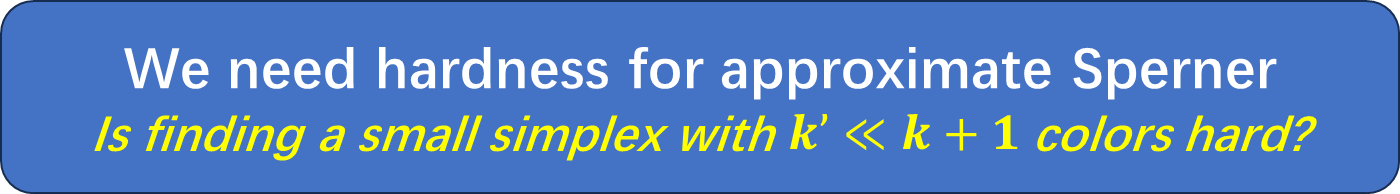 We need hardness for approximate Sperner
Is finding a small simplex with k’ ≪ k + 1 colors hard?